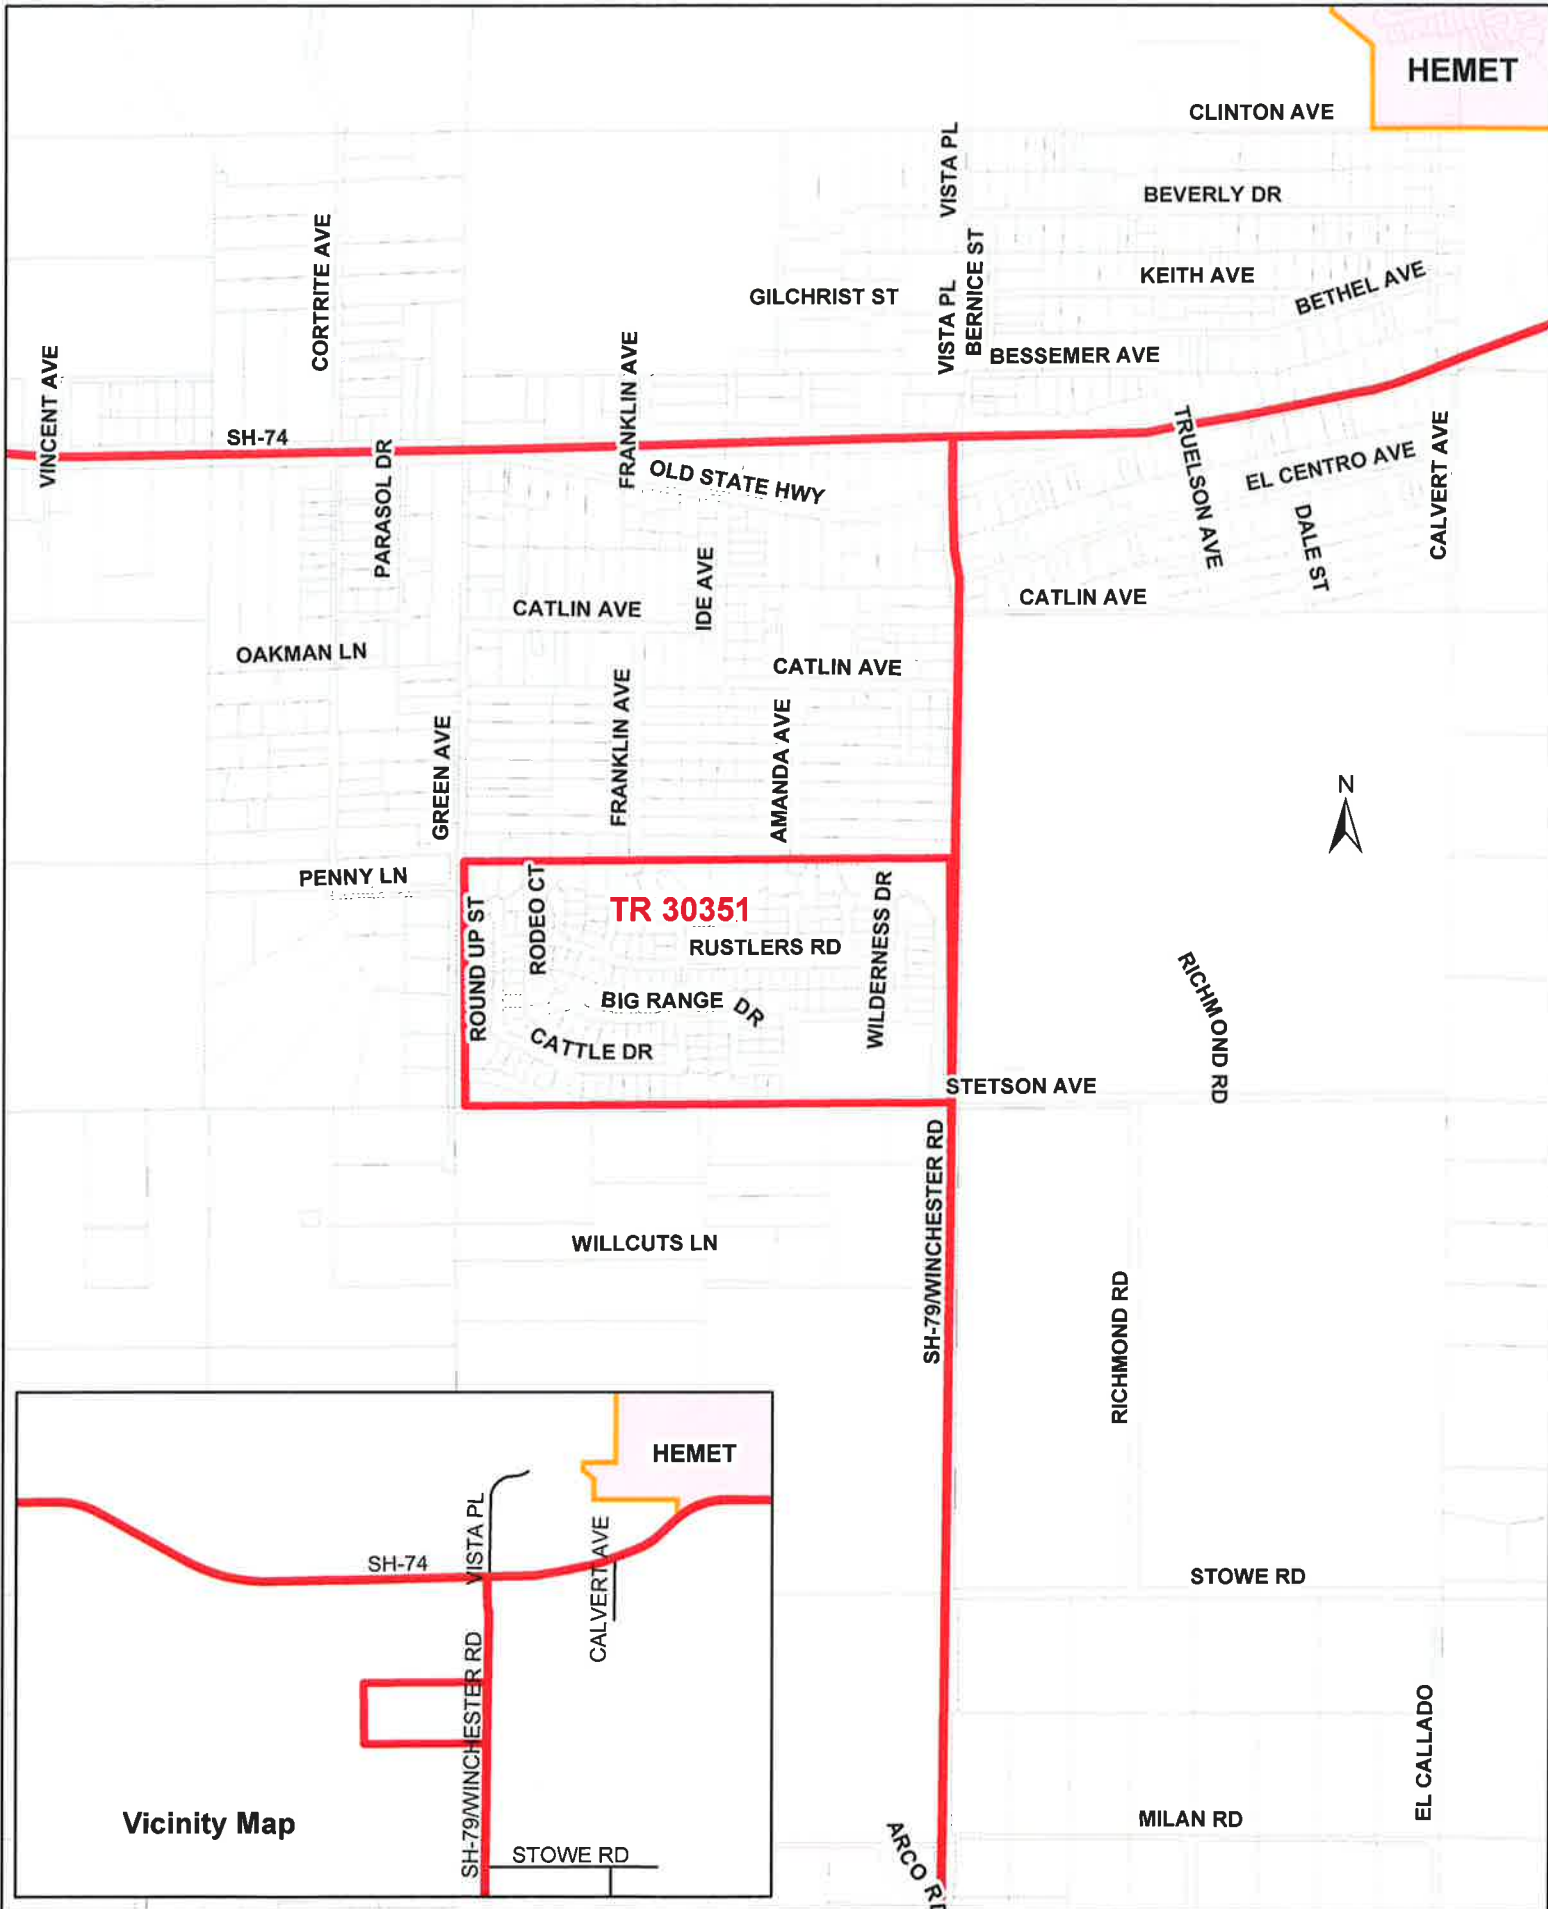 HEMET
CLINTON AVE
VISTA PL
BEVERLY DR
CORTRITE AVE
BERNICE ST
KEITH AVE
BETHEL AVE
GILCHRIST ST
VISTA PL
BESSEMER AVE
VINCENT AVE
FRANKLIN AVE
SH-74
PARASOL DR
OLD STATE HWY
TRUELSON AVE
EL CENTRO AVE
CALVERT AVE
DALE ST
IDE AVE
CATLIN AVE
CATLIN AVE
OAKMAN LN
CATLIN AVE
GREEN AVE
FRANKLIN AVE
AMANDA AVE
N
PENNY LN
ROUND UP ST
RODEO CT
TR 30351
RUSTLERS RD
WILDERNESS DR
BIG RANGE DR
CATTLE DR
RICHMOND RD
STETSON AVE
SH-79/WINCHESTER RD
WILLCUTS LN
RICHMOND RD
STOWE RD
EL CALLADO
MILAN RD
ARCO
HEMET
VISTA PL
SH-74
CALVERT AVE
SH-79/WINCHESTER RD
Vicinity Map
STOWE RD